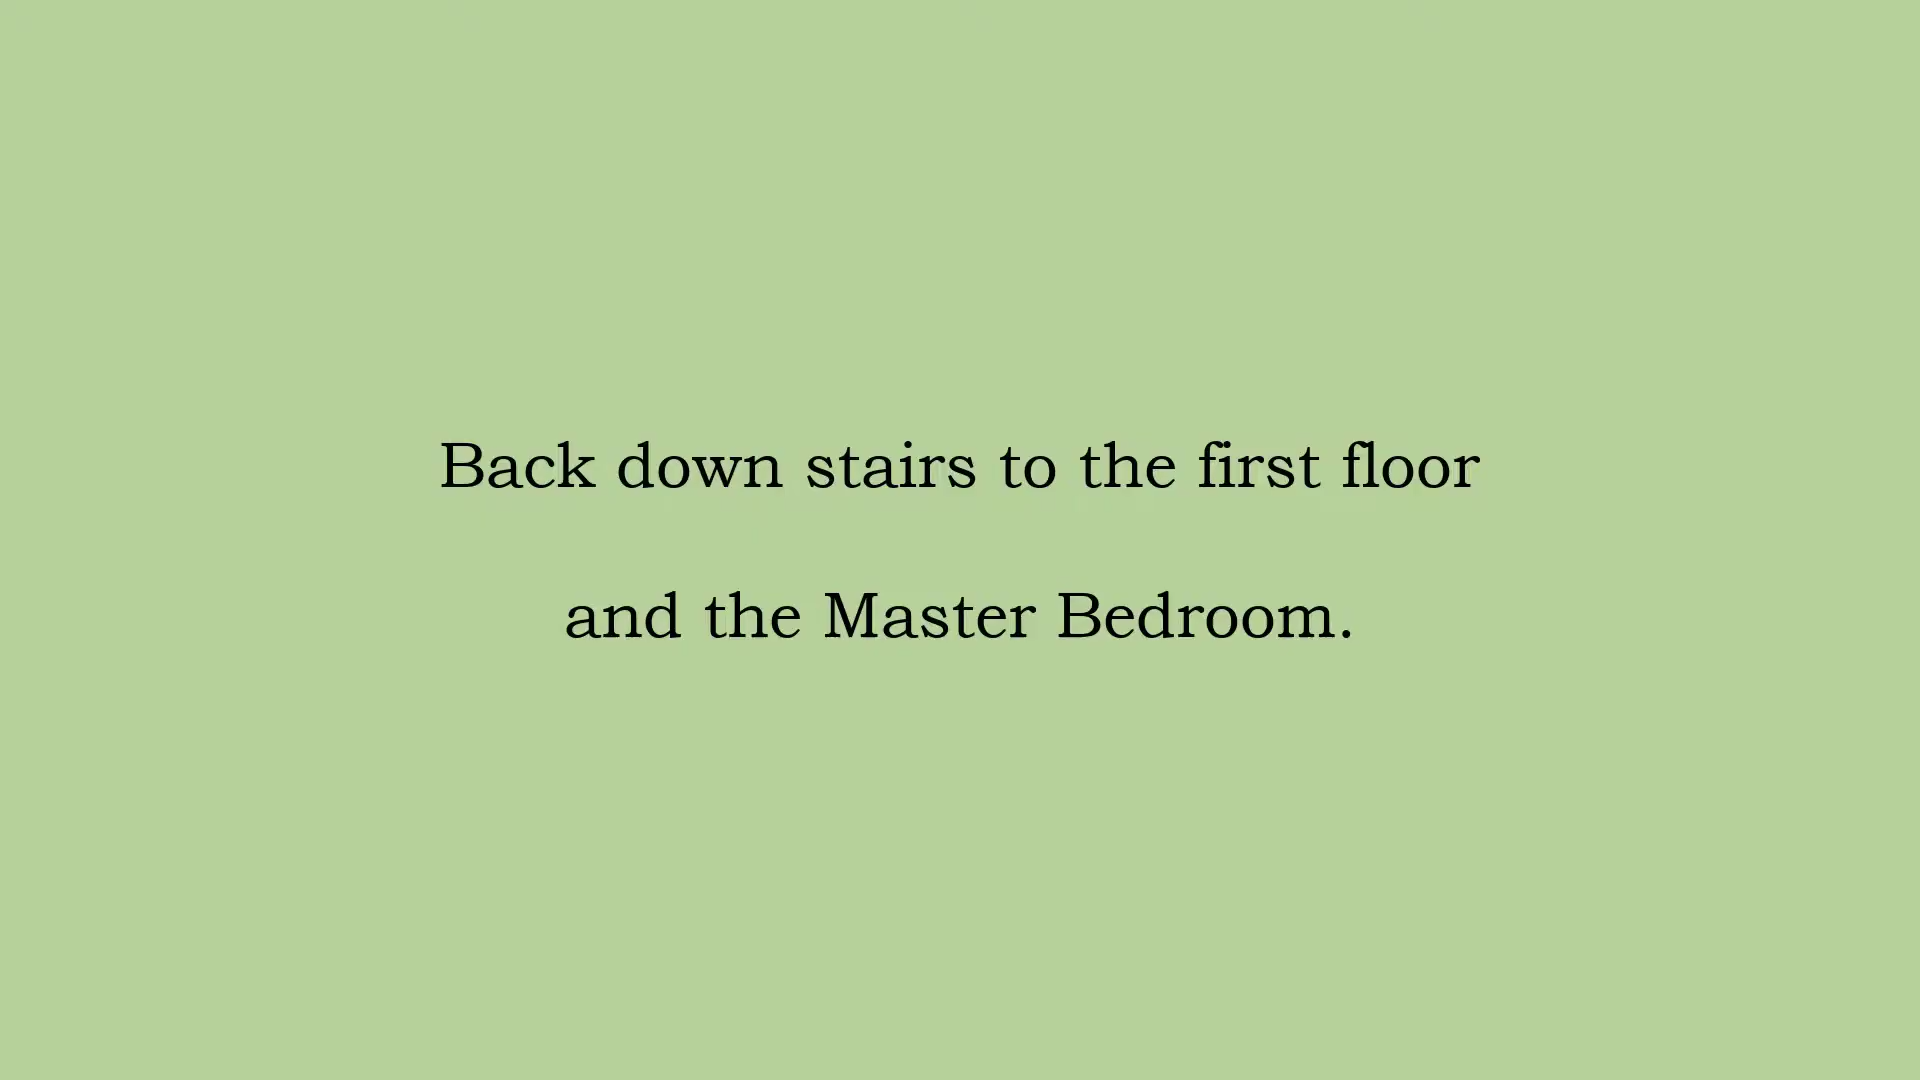 Back down stairs to the first floor
and the Master Bedroom.